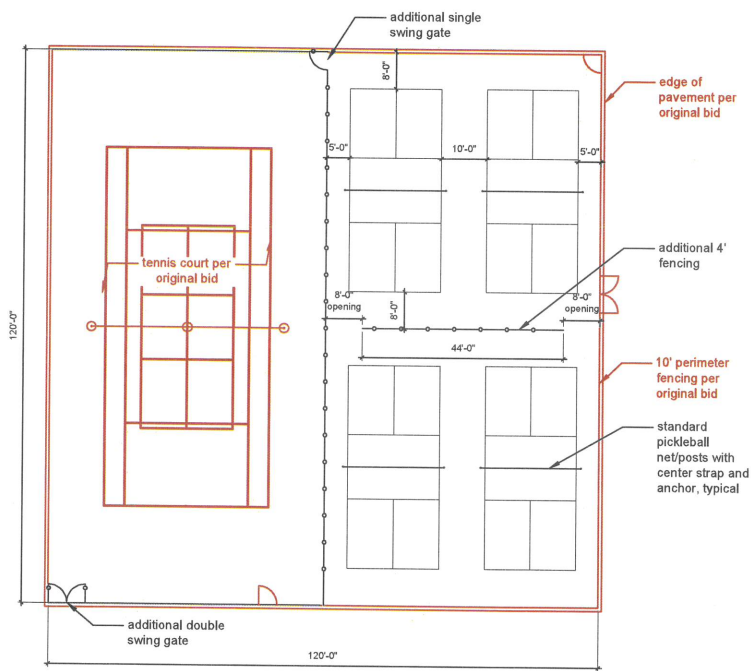 additional single
swing gate
8'-0"
edge of
pavement per
original bid
5'-0"
10'-0"
5'-0"
additional 4'
fencing
tennis court per
original bid
8'-0"
opening
8'-0"
8'-0"
opening
120'-0"
44'-0"
10' perimeter
fencing per
original bid
standard
pickleball
net/posts with
center strap and
anchor, typical
additional double
swing gate
120'-0"